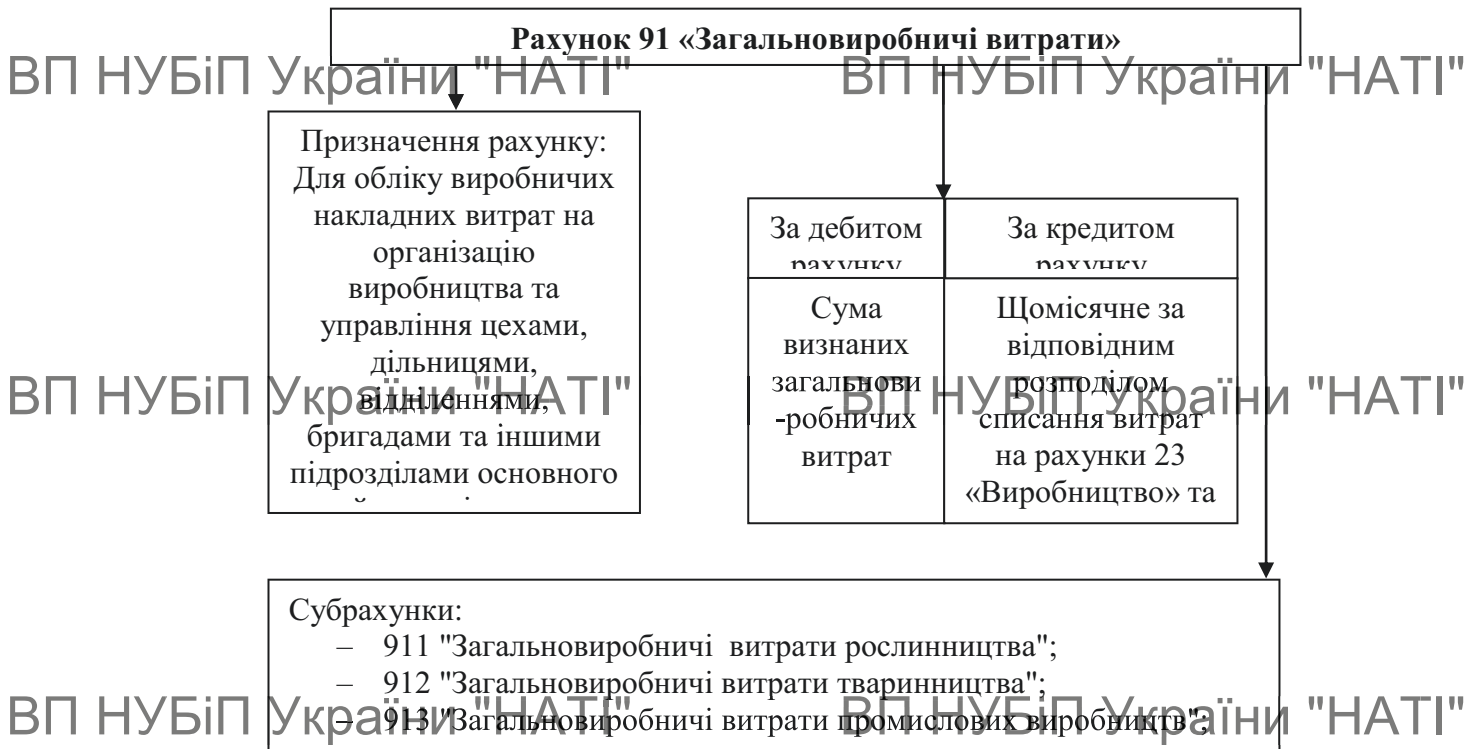 Рахунок 91 «Загальновиробничі витрати»
ВП НУБіП України "НАТІ" ВП НУБіП України "НАТІ"
Призначення рахунку:
Для обліку виробничих
накладних витрат на
організацію
виробництва та
управління цехами,
дільницями,
відділеннями,
бригадами та іншими
підрозділами основного
За дебитом
рахунку
За кредитом
рахунку
Сума
визнаних
загальнови
-робничих
витрат
Щомісячне за
відповідним
розподілом
списання витрат
на рахунки 23
«Виробництво» та
ВП НУБіП України "НАТІ" ВП НУБіП України "НАТІ"
Субрахунки:
– 911 "Загальновиробничі витрати рослинництва";
– 912 "Загальновиробничі витрати тваринництва";
– 913 "Загальновиробничі витрати промислових виробництв";
ВП НУБіП України "НАТІ" ВП НУБіП України "НАТІ"